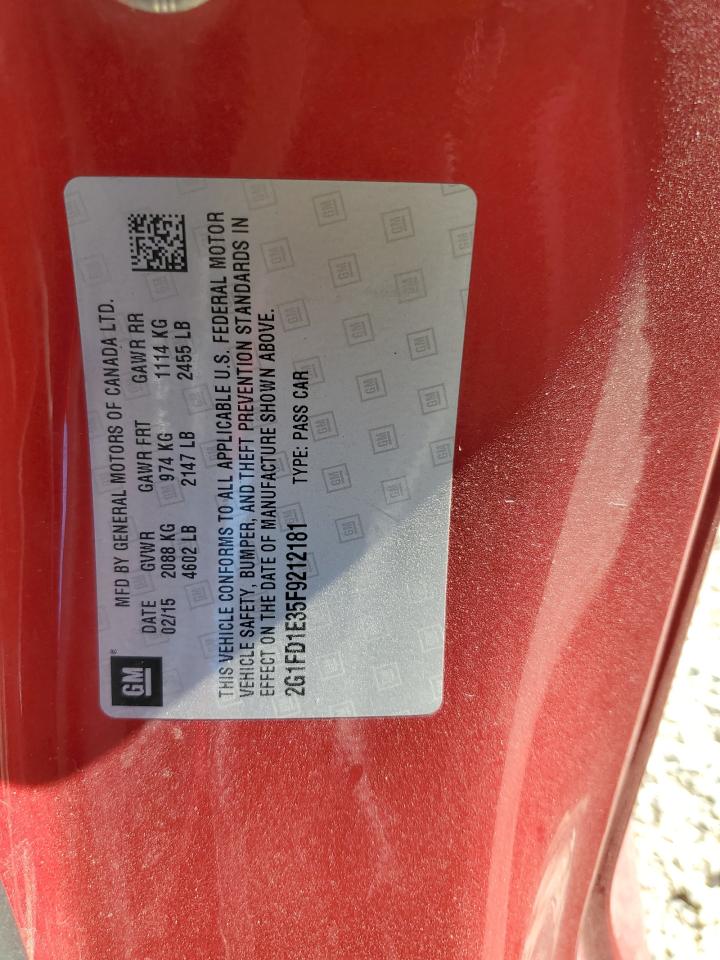 GM®
MFD BY GENERAL MOTORS OF CANADA LTD.
DATE GVWR GAWR FRT GAWR RR
02/15 2088 KG 974 KG 1114 KG
4602 LB 2147 LB 2455 LB
THIS VEHICLE CONFORMS TO ALL APPLICABLE U.S. FEDERAL MOTOR
VEHICLE SAFETY, BUMPER, AND THEFT PREVENTION STANDARDS IN
EFFECT ON THE DATE OF MANUFACTURE SHOWN ABOVE.
2G1FD1E35F9212181 TYPE: PASS CAR